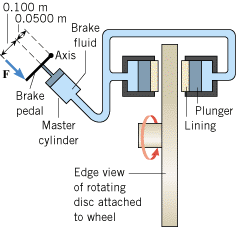 0.100 m
0.0500 m
Brake
fluid
Axis
F
Brake
pedal
Master
cylinder
Plunger
Lining
Edge view
of rotating
disc attached
to wheel